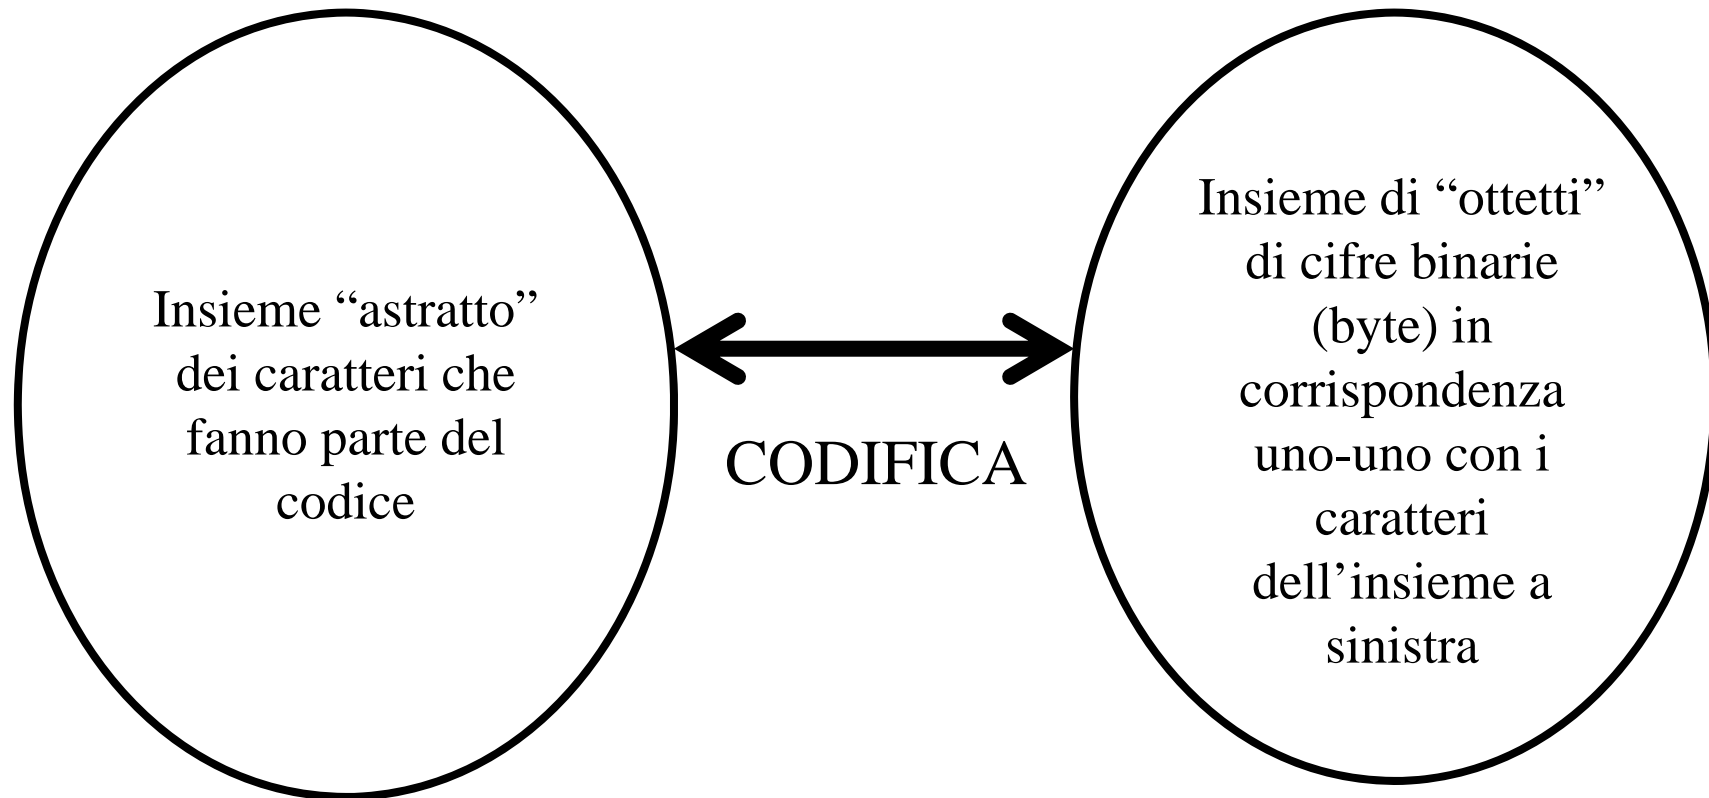 Insieme “astratto”
dei caratteri che
fanno parte del
codice
CODIFICA
Insieme di “ottetti”
di cifre binarie
(byte) in
corrispondenza
uno-uno con i
caratteri
dell’insieme a
sinistra